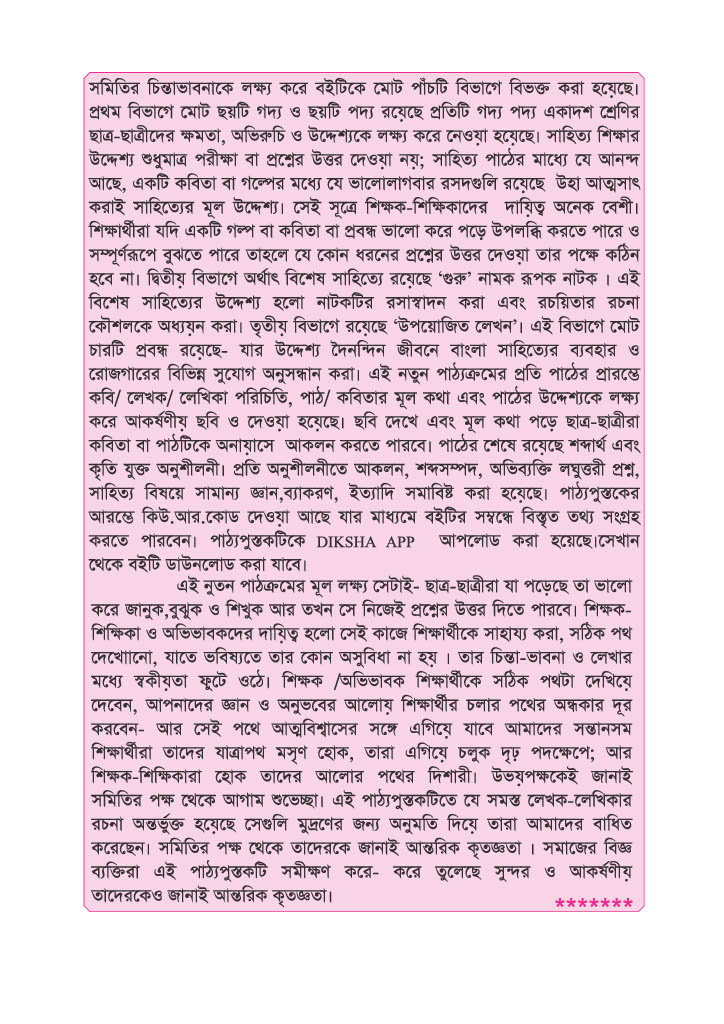 সমিতির চিন্তাভাবনাকে লক্ষ্য করে বইটিকে মোট পাঁচটি বিভাগে বিভক্ত করা হয়েছে।
প্রথম বিভাগে মোট ছয়টি গদ্য ও ছয়টি পদ্য রয়েছে প্রতিটি গদ্য পদ্য একাদশ শ্রেণির
ছাত্র-ছাত্রীদের ক্ষমতা, অভিরুচি ও উদ্দেশ্যকে লক্ষ্য করে নেওয়া হয়েছে। সাহিত্য শিক্ষার
উদ্দেশ্য শুধুমাত্র পরীক্ষা বা প্রশ্নের উত্তর দেওয়া নয়; সাহিত্য পাঠের মাধ্যে যে আনন্দ
আছে, একটি কবিতা বা গল্পের মধ্যে যে ভালোলাগবার রসদগুলি রয়েছে উহা আত্মসাৎ
করাই সাহিত্যের মূল উদ্দেশ্য। সেই সূত্রে শিক্ষক-শিক্ষিকাদের দায়িত্ব অনেক বেশী।
শিক্ষার্থীরা যদি একটি গল্প বা কবিতা বা প্রবন্ধ ভালো করে পড়ে উপলব্ধি করতে পারে ও
সম্পূর্ণরূপে বুঝতে পারে তাহলে যে কোন ধরনের প্রশ্নের উত্তর দেওয়া তার পক্ষে কঠিন
হবে না। দ্বিতীয় বিভাগে অর্থাৎ বিশেষ সাহিত্যে রয়েছে ‘গুরু’ নামক রূপক নাটক । এই
বিশেষ সাহিত্যের উদ্দেশ্য হলো নাটকটির রসাস্বাদন করা এবং রচয়িতার রচনা
কৌশলকে অধ্যয়ন করা। তৃতীয় বিভাগে রয়েছে ‘উপয়োজিত লেখন’। এই বিভাগে মোট
চারটি প্রবন্ধ রয়েছে- যার উদ্দেশ্য দৈনন্দিন জীবনে বাংলা সাহিত্যের ব্যবহার ও
রোজগারের বিভিন্ন সুযোগ অনুসন্ধান করা। এই নতুন পাঠ্যক্রমের প্রতি পাঠের প্রারম্ভে
কবি/ লেখক/ লেখিকা পরিচিতি, পাঠ/ কবিতার মূল কথা এবং পাঠের উদ্দেশ্যকে লক্ষ্য
করে আকর্ষণীয় ছবি ও দেওয়া হয়েছে। ছবি দেখে এবং মূল কথা পড়ে ছাত্র-ছাত্রীরা
কবিতা বা পাঠটিকে অনায়াসে আকলন করতে পারবে। পাঠের শেষে রয়েছে শব্দার্থ এবং
কৃতি যুক্ত অনুশীলনী। প্রতি অনুশীলনীতে আকলন, শব্দসম্পদ, অভিব্যক্তি লঘুত্তরী প্রশ্ন,
সাহিত্য বিষয়ে সামান্য জ্ঞান,ব্যাকরণ, ইত্যাদি সমাবিষ্ট করা হয়েছে। পাঠ্যপুস্তকের
আরম্ভে কিউ.আর.কোড দেওয়া আছে যার মাধ্যমে বইটির সম্বন্ধে বিস্তৃত তথ্য সংগ্রহ
করতে পারবেন। পাঠ্যপুস্তকটিকে DIKSHA APP আপলোড করা হয়েছে।সেখান
থেকে বইটি ডাউনলোড করা যাবে।
এই নুতন পাঠক্রমের মূল লক্ষ্য সেটাই- ছাত্র-ছাত্রীরা যা পড়েছে তা ভালো
করে জানুক,বুঝুক ও শিখুক আর তখন সে নিজেই প্রশ্নের উত্তর দিতে পারবে। শিক্ষক-
শিক্ষিকা ও অভিভাবকদের দায়িত্ব হলো সেই কাজে শিক্ষার্থীকে সাহায্য করা, সঠিক পথ
দেখোানো, যাতে ভবিষ্যতে তার কোন অসুবিধা না হয় । তার চিন্তা-ভাবনা ও লেখার
মধ্যে স্বকীয়তা ফুটে ওঠে। শিক্ষক /অভিভাবক শিক্ষার্থীকে সঠিক পথটা দেখিয়ে
দেবেন, আপনাদের জ্ঞান ও অনুভবের আলোয় শিক্ষার্থীর চলার পথের অন্ধকার দূর
করবেন- আর সেই পথে আত্মবিশ্বাসের সঙ্গে এগিয়ে যাবে আমাদের সন্তানসম
শিক্ষার্থীরা তাদের যাত্রাপথ মসৃণ হোক, তারা এগিয়ে চলুক দৃঢ় পদক্ষেপে; আর
শিক্ষক-শিক্ষিকারা হোক তাদের আলোর পথের দিশারী। উভয়পক্ষকেই জানাই
সমিতির পক্ষ থেকে আগাম শুভেচ্ছা। এই পাঠ্যপুস্তকটিতে যে সমস্ত লেখক-লেখিকার
রচনা অন্তর্ভুক্ত হয়েছে সেগুলি মুদ্রণের জন্য অনুমতি দিয়ে তারা আমাদের বাধিত
করেছেন। সমিতির পক্ষ থেকে তাদেরকে জানাই আন্তরিক কৃতজ্ঞতা । সমাজের বিজ্ঞ
ব্যক্তিরা এই পাঠ্যপুস্তকটি সমীক্ষণ করে- করে তুলেছে সুন্দর ও আকর্ষণীয়
তাদেরকেও জানাই আন্তরিক কৃতজ্ঞতা।
*******